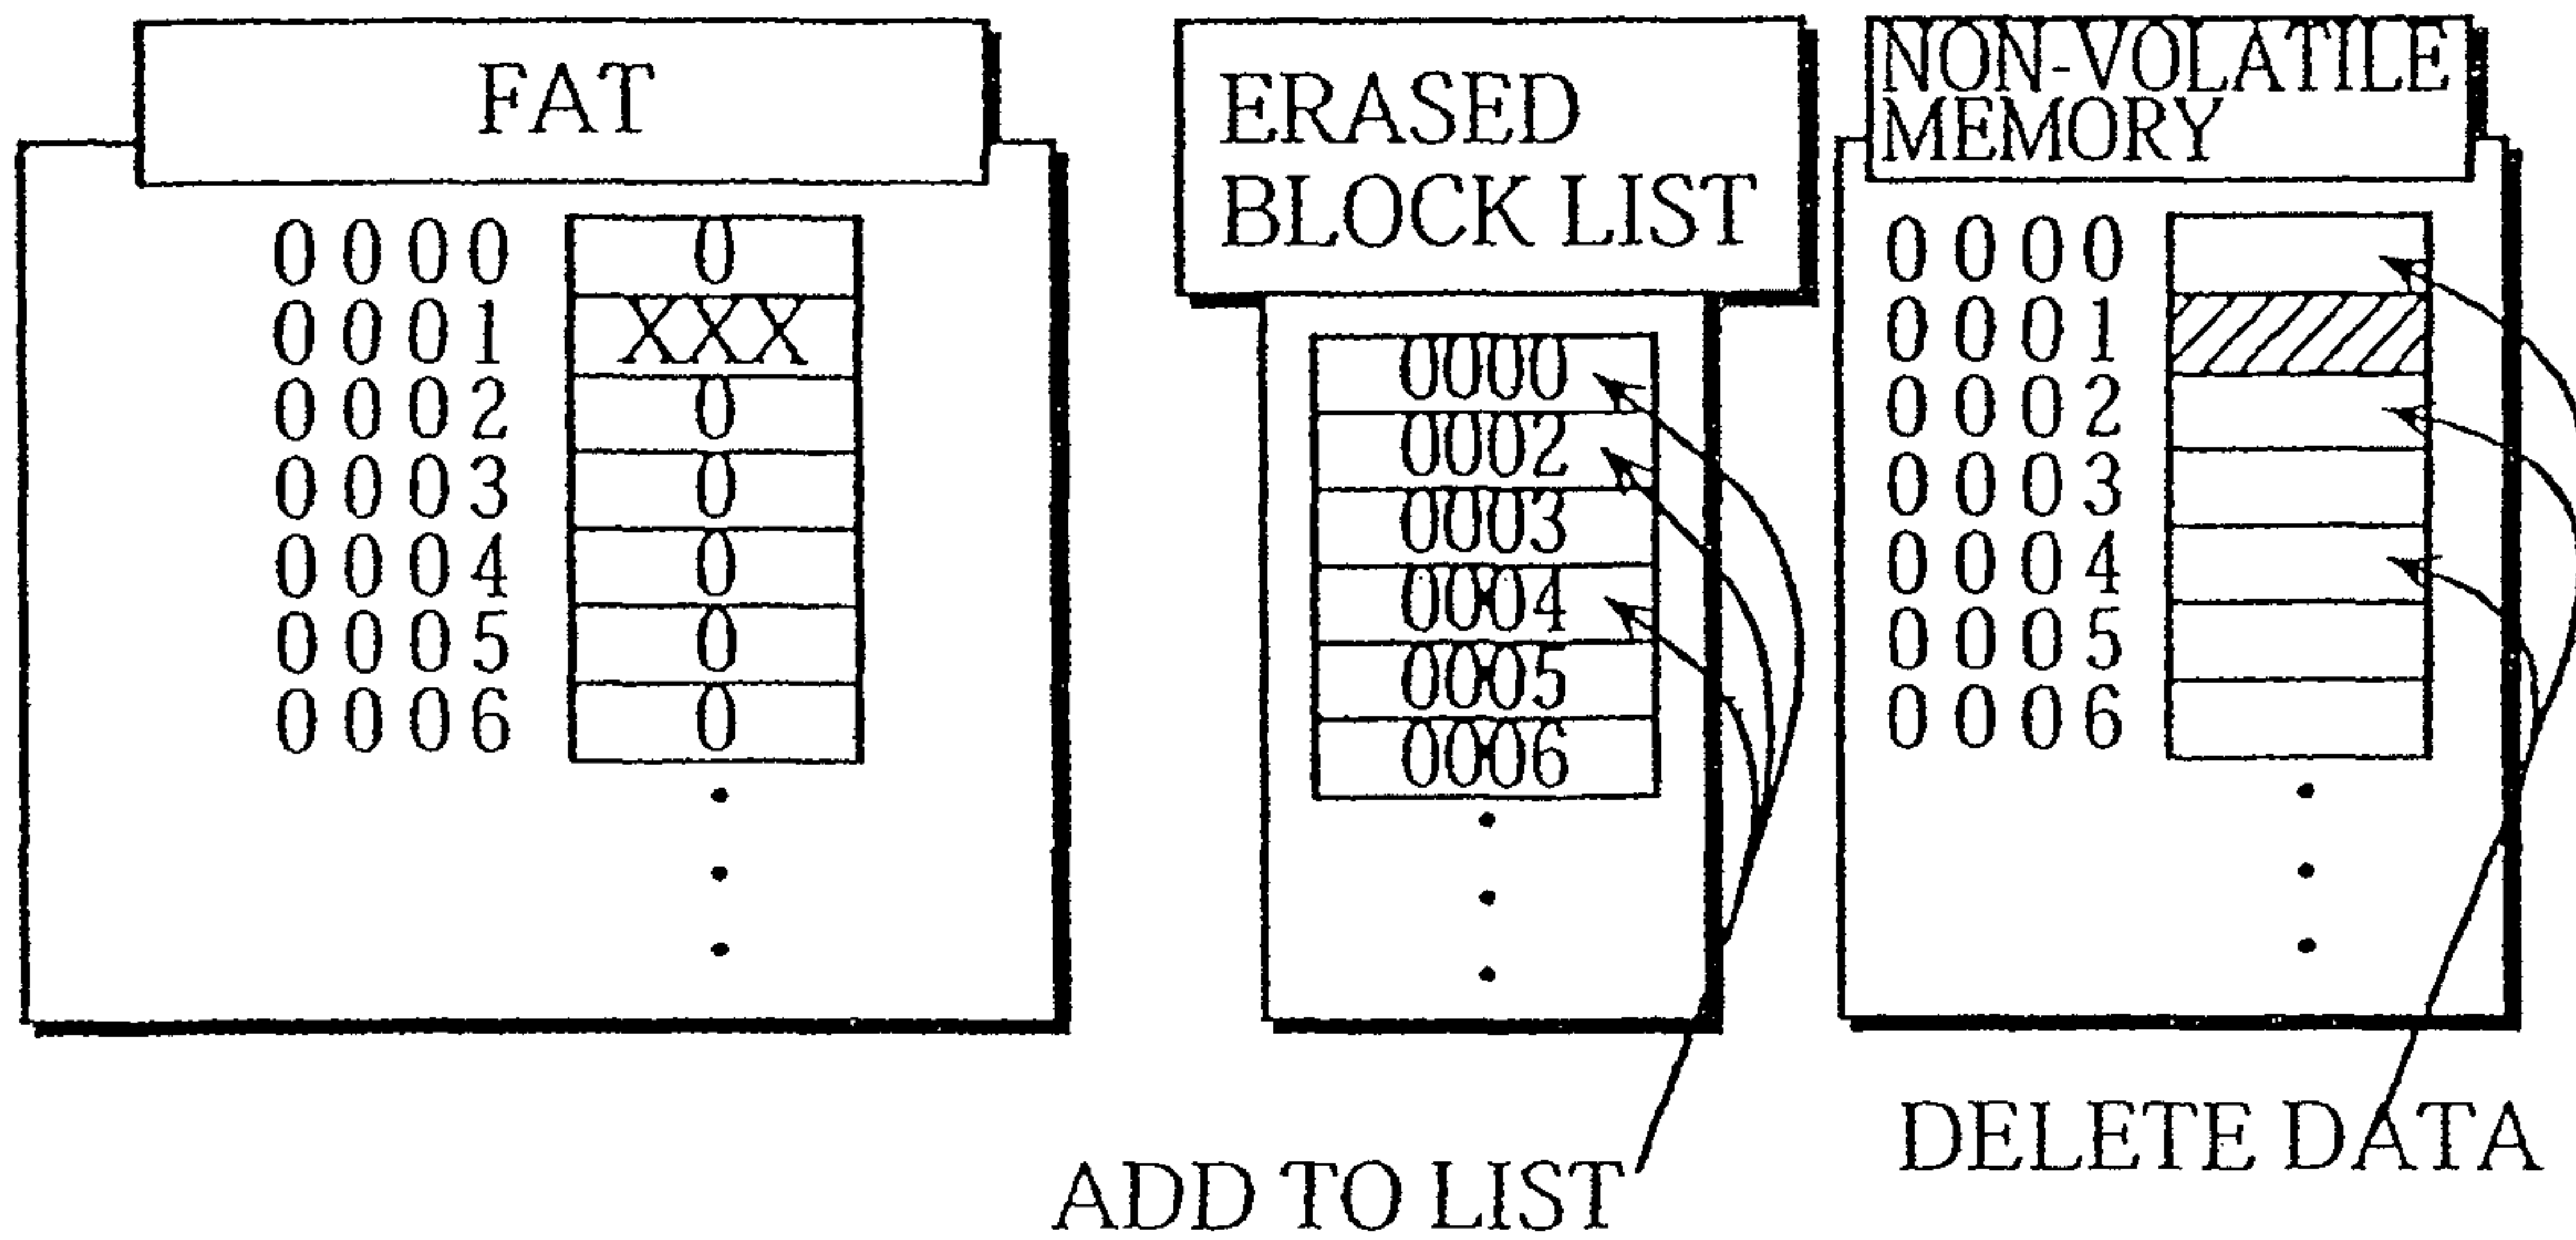 FAT
0000 0
0001 XXX
0002 0
0003 0
0004 0
0005 0
0006 0
ERASED
BLOCK LIST
0000
0002
0003
0004
0005
0006
NON-VOLATILE
MEMORY
0000
0001
0002
0003
0004
0005
0006
ADD TO LIST
DELETE DATA